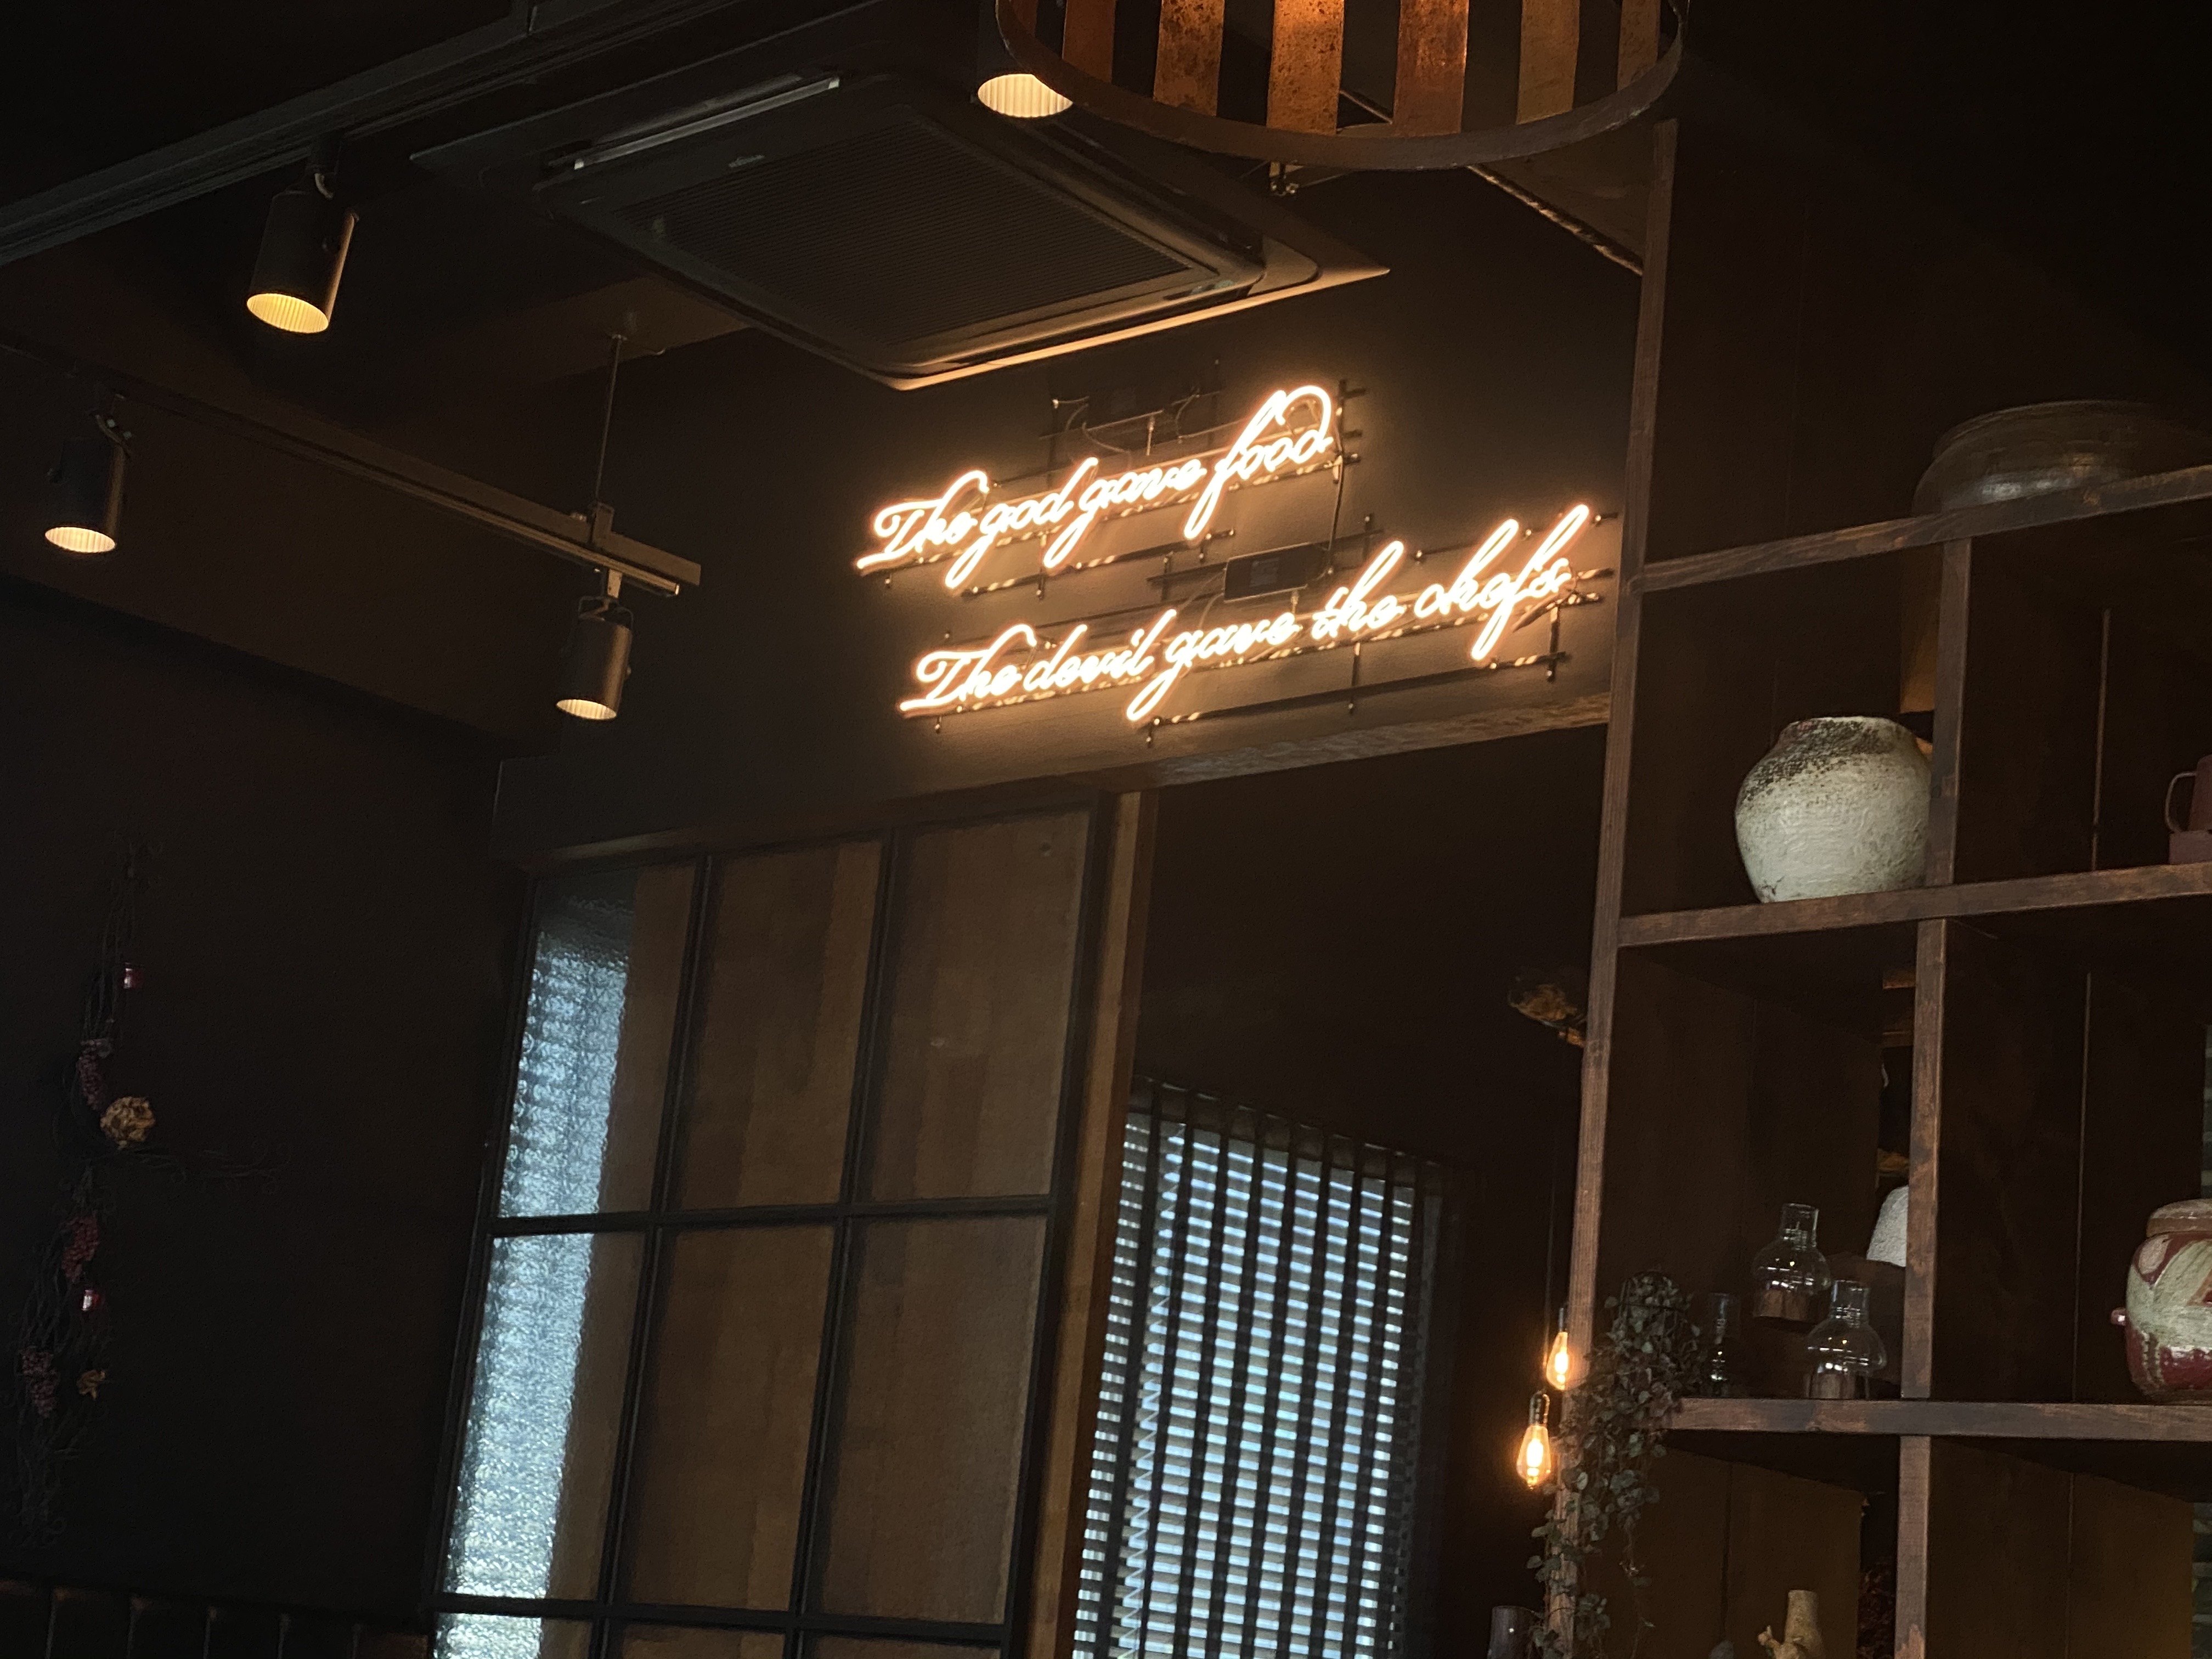 The god gave food.
The devil gave the chefs.